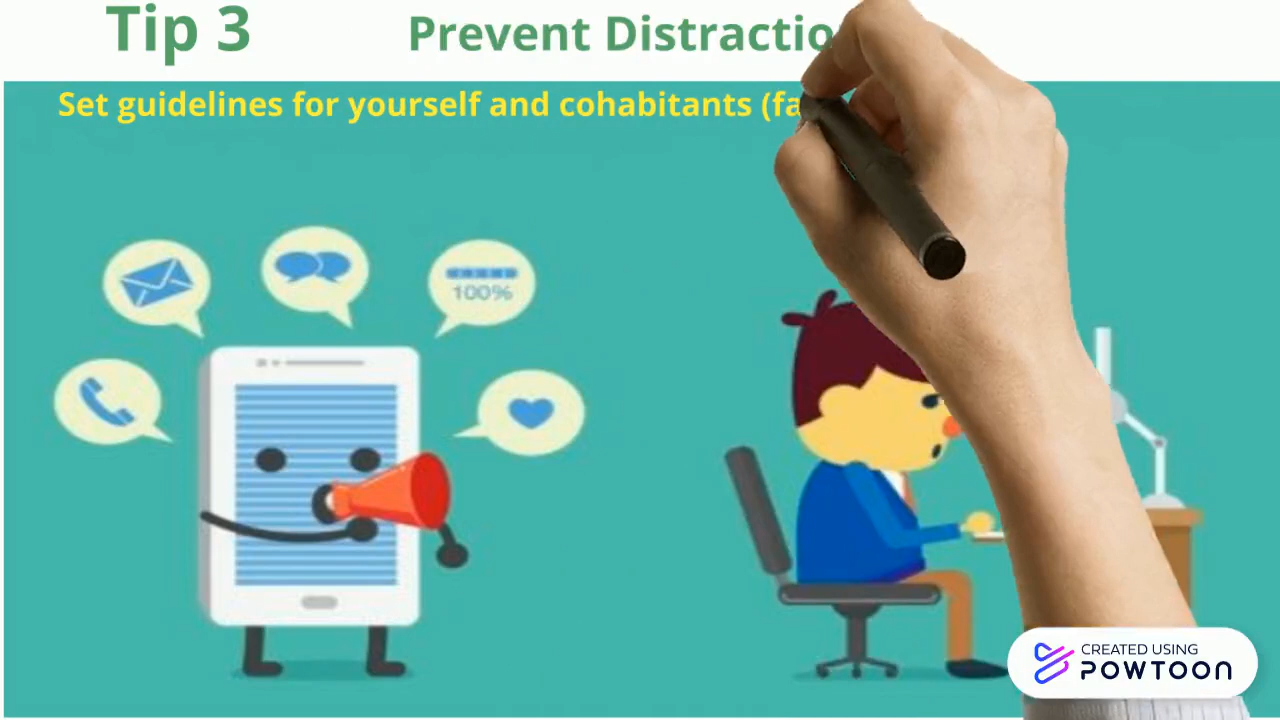 Tip 3 Prevent Distractio
Set guidelines for yourself and cohabitants (fa
100%
CREATED USING
POWTOON